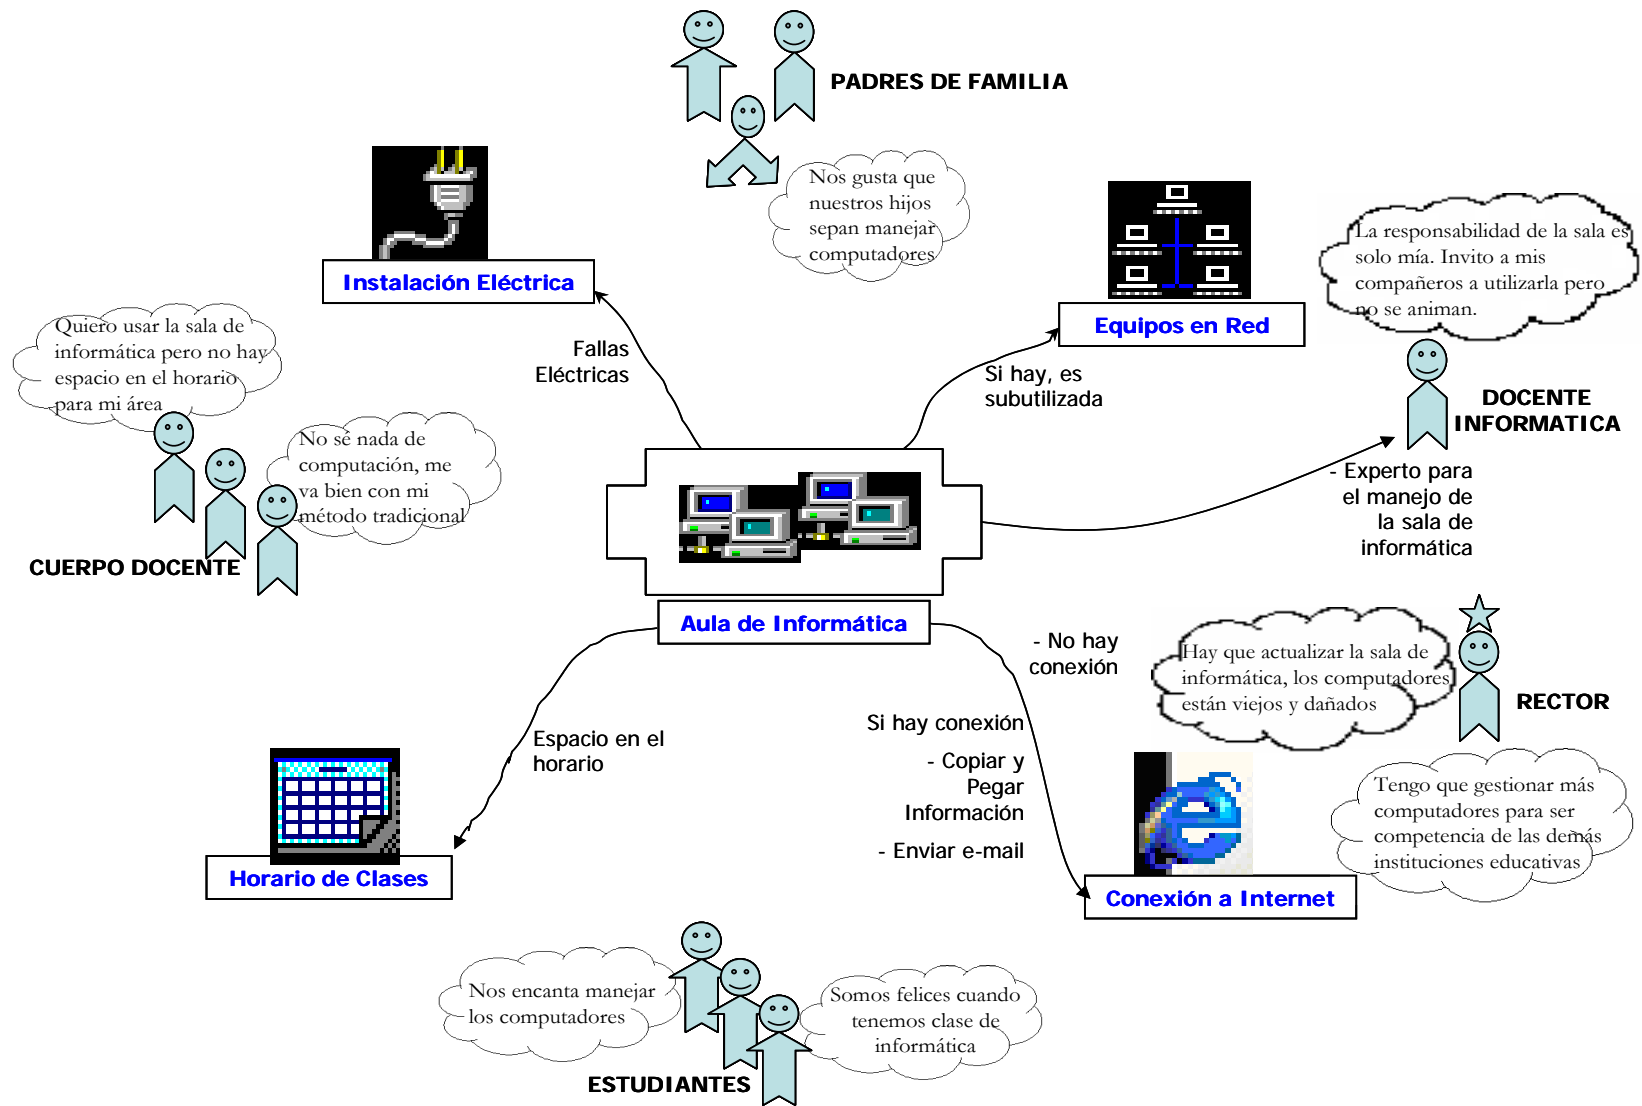 PADRES DE FAMILIA
Nos gusta que
nuestros hijos
sepan manejar
computadores
Instalación Eléctrica
Equipos en Red
La responsabilidad de la sala es
solo mía. Invito a mis
compañeros a utilizarla pero
no se animan.
DOCENTE
INFORMATICA
- Experto para
el manejo de
la sala de
informática
Quiero usar la sala de
informática pero no hay
espacio en el horario
para mi área
No sé nada de
computación, me
va bien con mi
método tradicional
CUERPO DOCENTE
Fallas
Eléctricas
Si hay, es
subutilizada
Aula de Informática
- No hay
conexión
Hay que actualizar la sala de
informática, los computadores
están viejos y dañados
RECTOR
Si hay conexión
- Copiar y
Pegar
Información
- Enviar e-mail
Espacio en el
horario
Tengo que gestionar más
computadores para ser
competencia de las demás
instituciones educativas
Horario de Clases
Conexión a Internet
Nos encanta manejar
los computadores
Somos felices cuando
tenemos clase de
informática
ESTUDIANTES